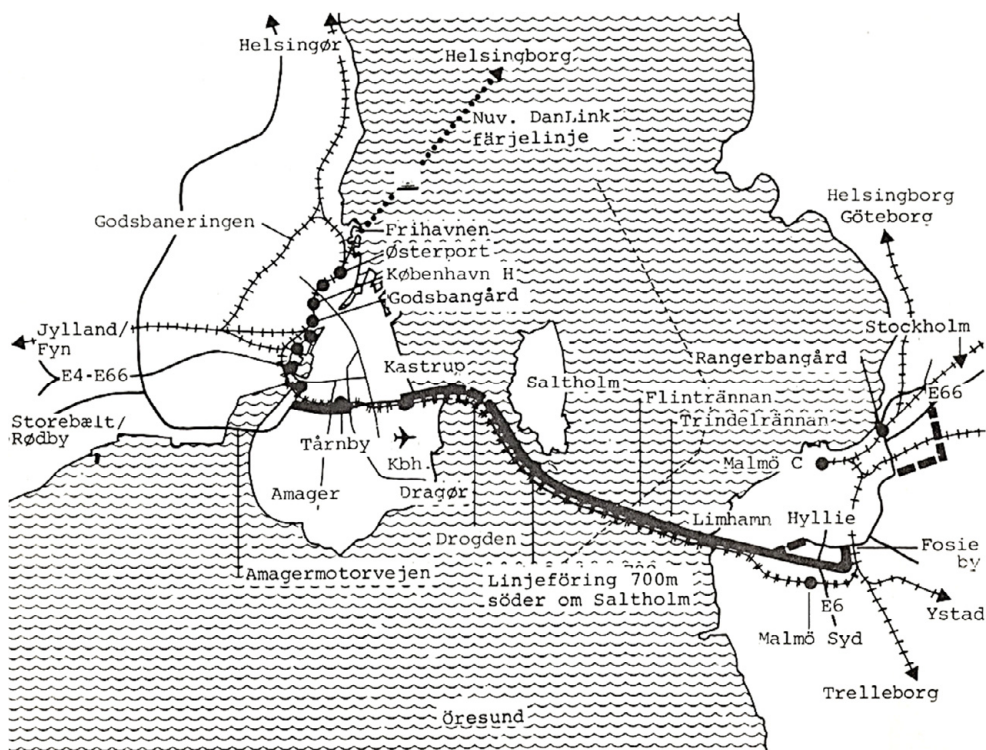 Helsingør
Helsingborg
Nuv. DanLink
färjelinje
Helsingborg
Göteborg
Godsbaneringen
Frihavnen
Østerport
København H
Godsbangård
Jylland/
Fyn
Stockholm
Kastrup
Rangerbangård
E4-E66
Saltholm
E66
Flintrännan
Storebælt/
Rødby
Trindelrännan
Tårnby
Kbh.
Malmö C
Amager
Dragør
Limhamn
Hyllie
Drogden
Fosie
by
Amagermotorvejen
Linjeföring 700m
söder om Saltholm
E6
Ystad
Malmö Syd
Trelleborg
Öresund